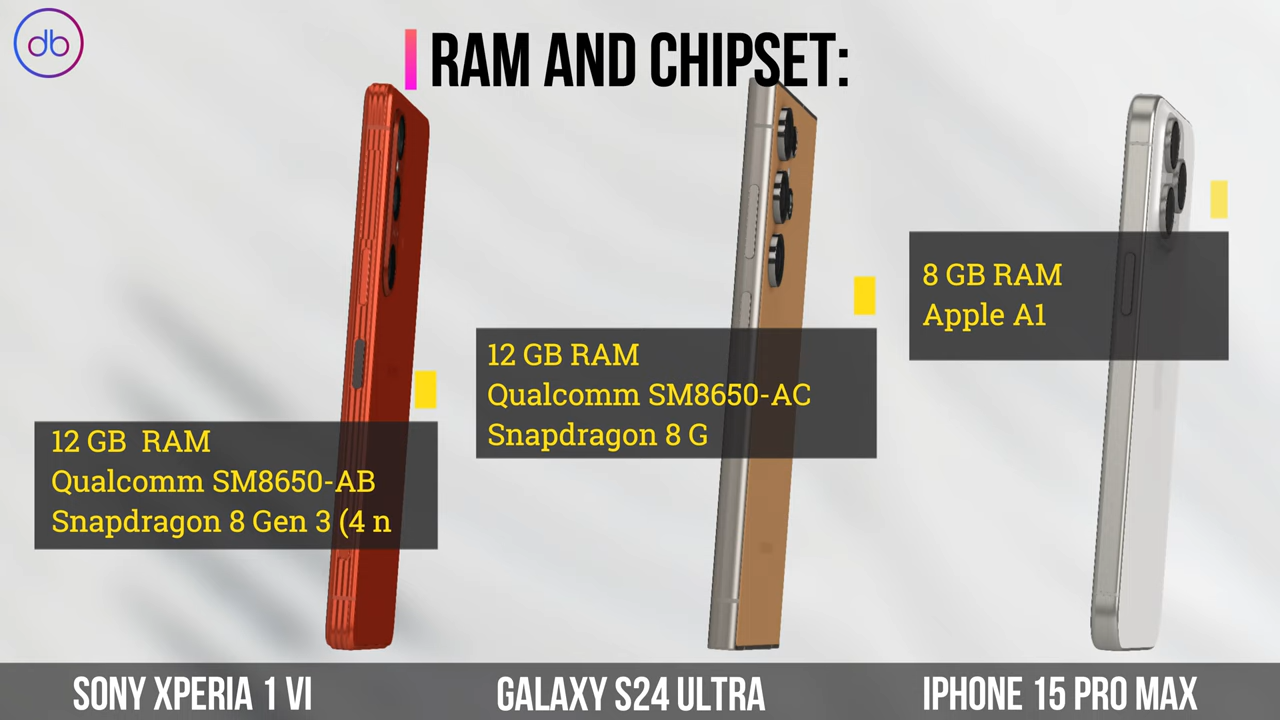 db
RAM AND CHIPSET:
8 GB RAM
Apple A1
12 GB RAM
Qualcomm SM8650-AC
Snapdragon 8 G
12 GB RAM
Qualcomm SM8650-AB
Snapdragon 8 Gen 3 (4 n
SONY XPERIA 1 VI
GALAXY S24 ULTRA
IPHONE 15 PRO MAX